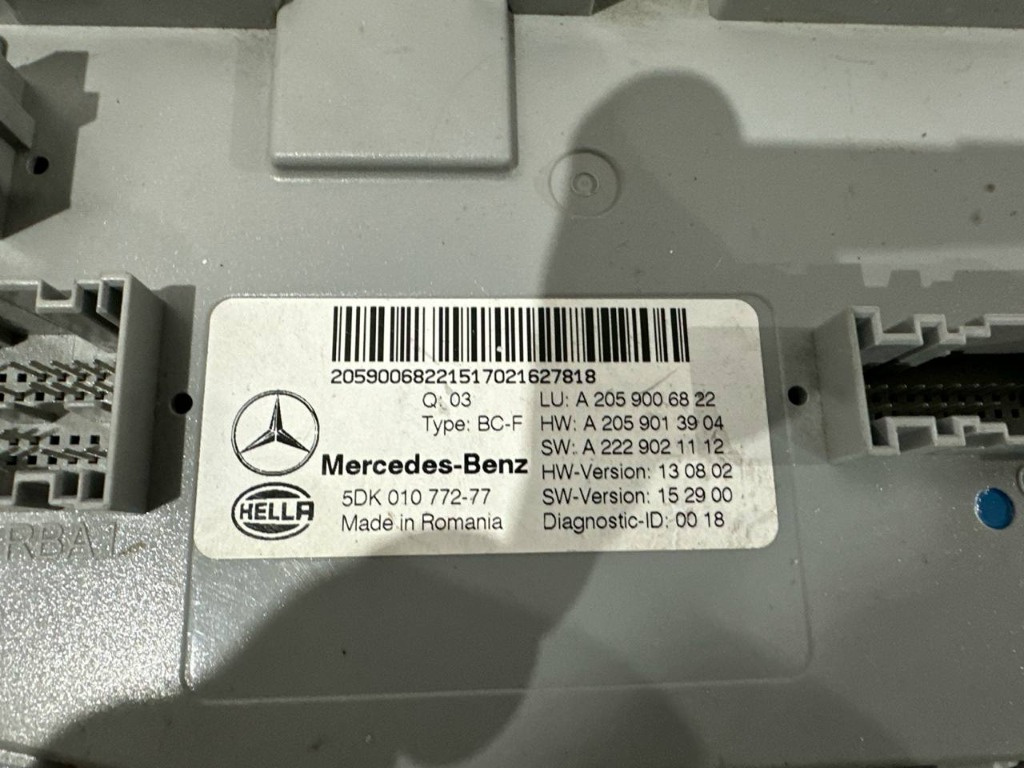 20590068221517021627818
Q: 03 LU: A 205 900 68 22
Type: BC-F HW: A 205 901 39 04
SW: A 222 902 11 12
Mercedes-Benz HW-Version: 13 08 02
5DK 010 772-77 SW-Version: 15 29 00
HELLA
Made in Romania Diagnostic-ID: 00 18
RBA 1